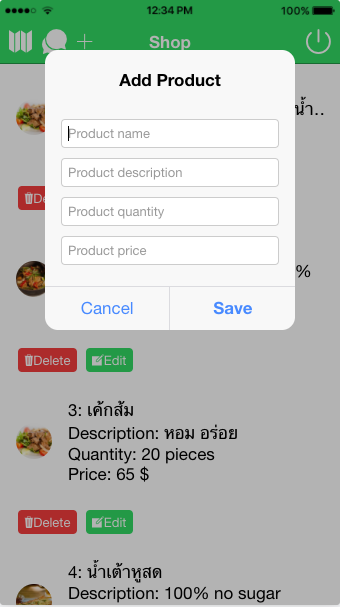 12:34 PM
100%
Shop
Add Product
น้ำ..
Product name
Product description
De
Product quantity
Product price
%
Cancel
Save
Delete
Edit
3: เค้กส้ม
Description: หอม อร่อย
Quantity: 20 pieces
Price: 65 $
Delete
Edit
4: น้ำเต้าหูสด
Description: 100% no sugar